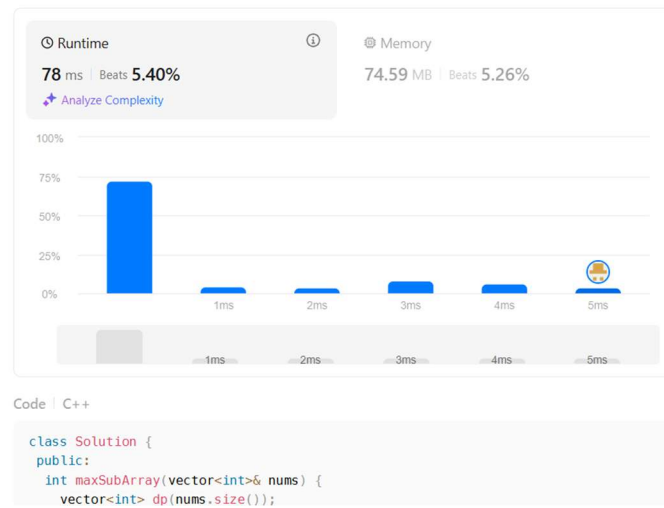 Runtime
78 ms | Beats 5.40%
Analyze Complexity
Memory
74.59 MB | Beats 5.26%
100%
75%
50%
25%
0%
1ms 2ms 3ms 4ms 5ms
1ms 2ms 3ms 4ms 5ms
Code | C++
class Solution {
public:
int maxSubArray(vector<int>& nums) {
vector<int> dp(nums.size());